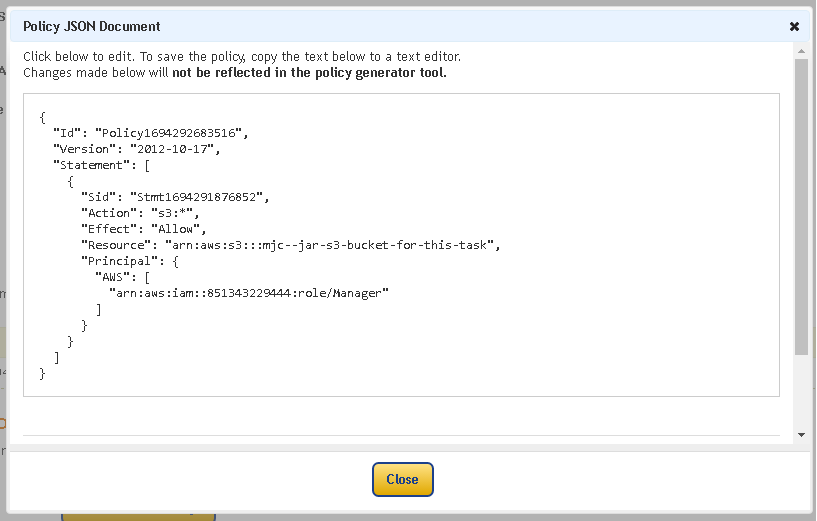 Policy JSON Document
Click below to edit. To save the policy, copy the text below to a text editor.
Changes made below will not be reflected in the policy generator tool.
{
"Id": "Policy1694292683516",
"Version": "2012-10-17",
"Statement": [
{
"Sid": "Stmt1694291876852",
"Action": "s3:*",
"Effect": "Allow",
"Resource": "arn:aws:s3:::mjc--jar-s3-bucket-for-this-task",
"Principal": {
"AWS": [
"arn:aws:iam::851343229444:role/Manager"
]
}
}
]
}
Close